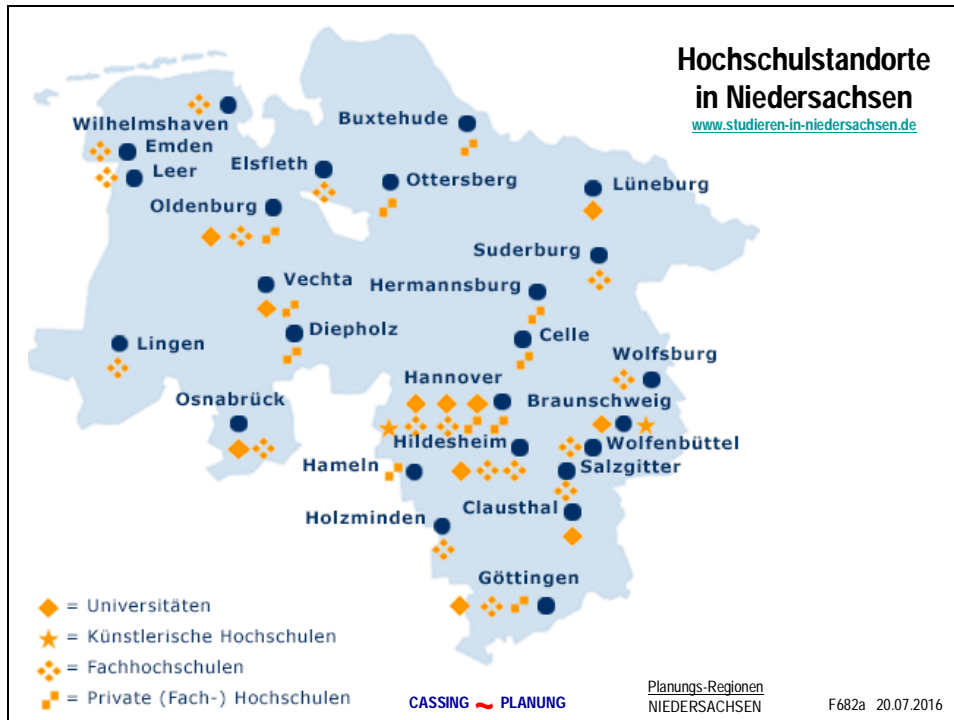 Hochschulstandorte
in Niedersachsen
www.studieren-in-niedersachsen.de
Wilhelmshaven
Emden
Leer
Elsfleth
Buxtehude
Ottersberg
Lüneburg
Oldenburg
Suderburg
Vechta
Hermannsburg
Diepholz
Celle
Lingen
Wolfsburg
Hannover
Osnabrück
Braunschweig
Hildesheim
Wolfenbüttel
Hameln
Salzgitter
Clausthal
Holzminden
Göttingen
= Universitäten
= Künstlerische Hochschulen
= Fachhochschulen
= Private (Fach-) Hochschulen
CASSING ~ PLANUNG
Planungs-Regionen
NIEDERSACHSEN
F682a 20.07.2016